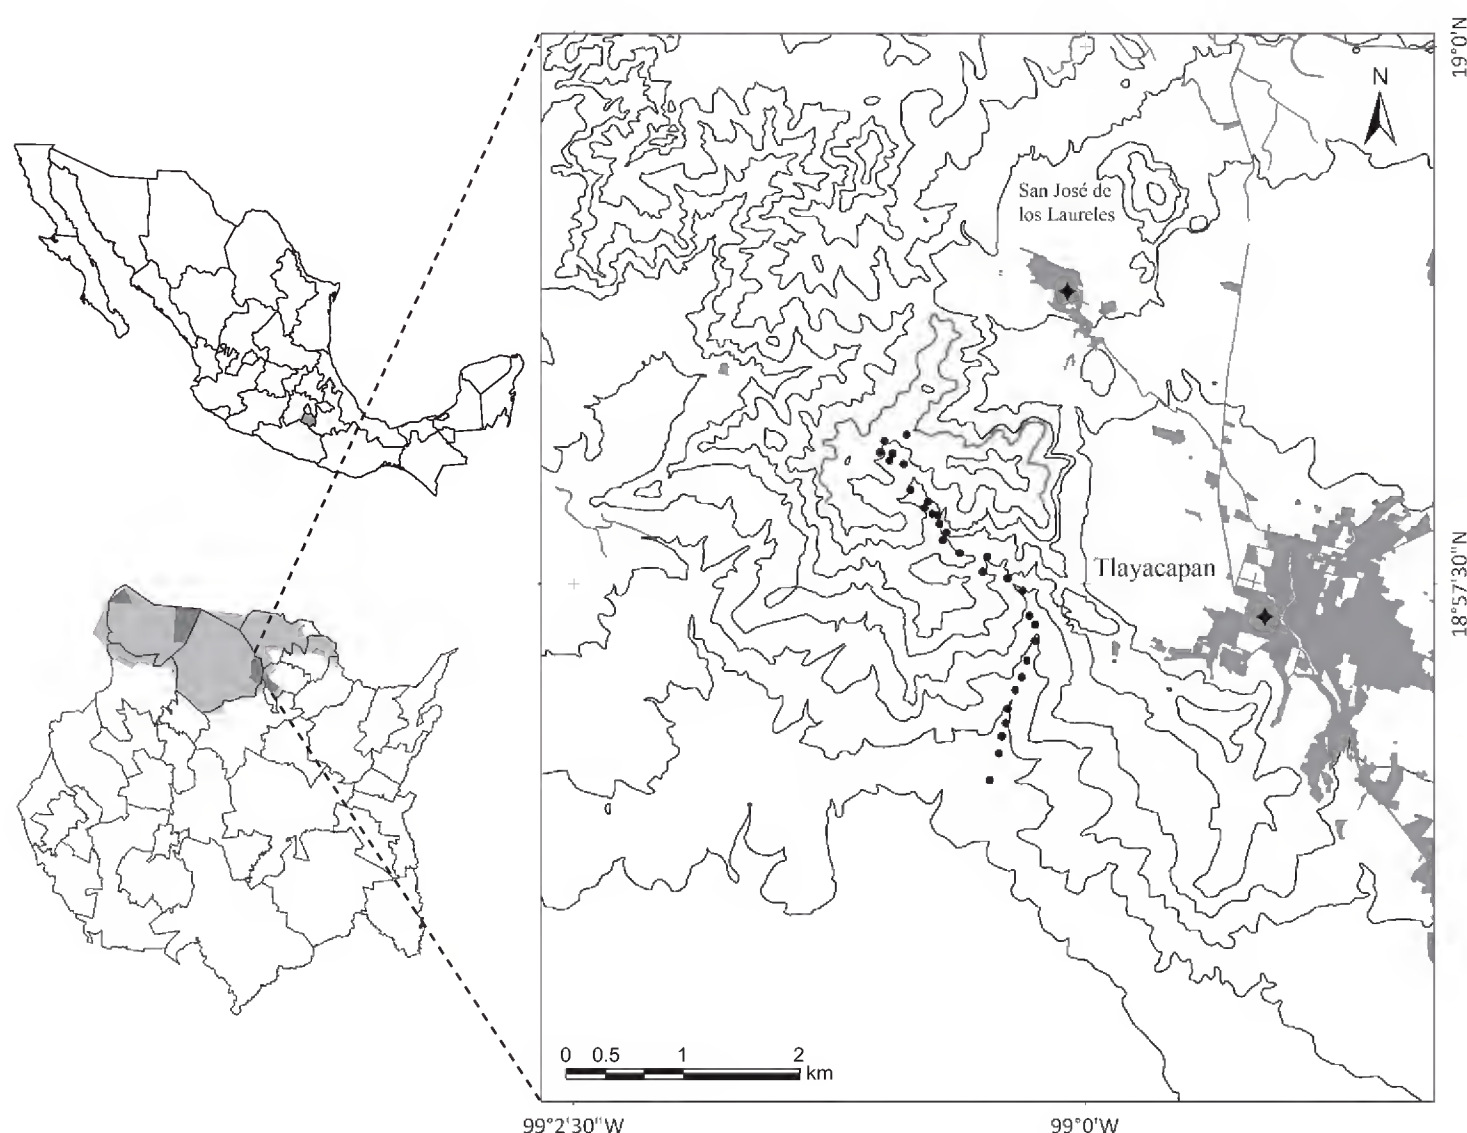 19°0'N
N
San José de
los Laureles
Tlayacapan
18°57'30"N
0 0.5 1 2
km
99°2'30"W
99°0'W